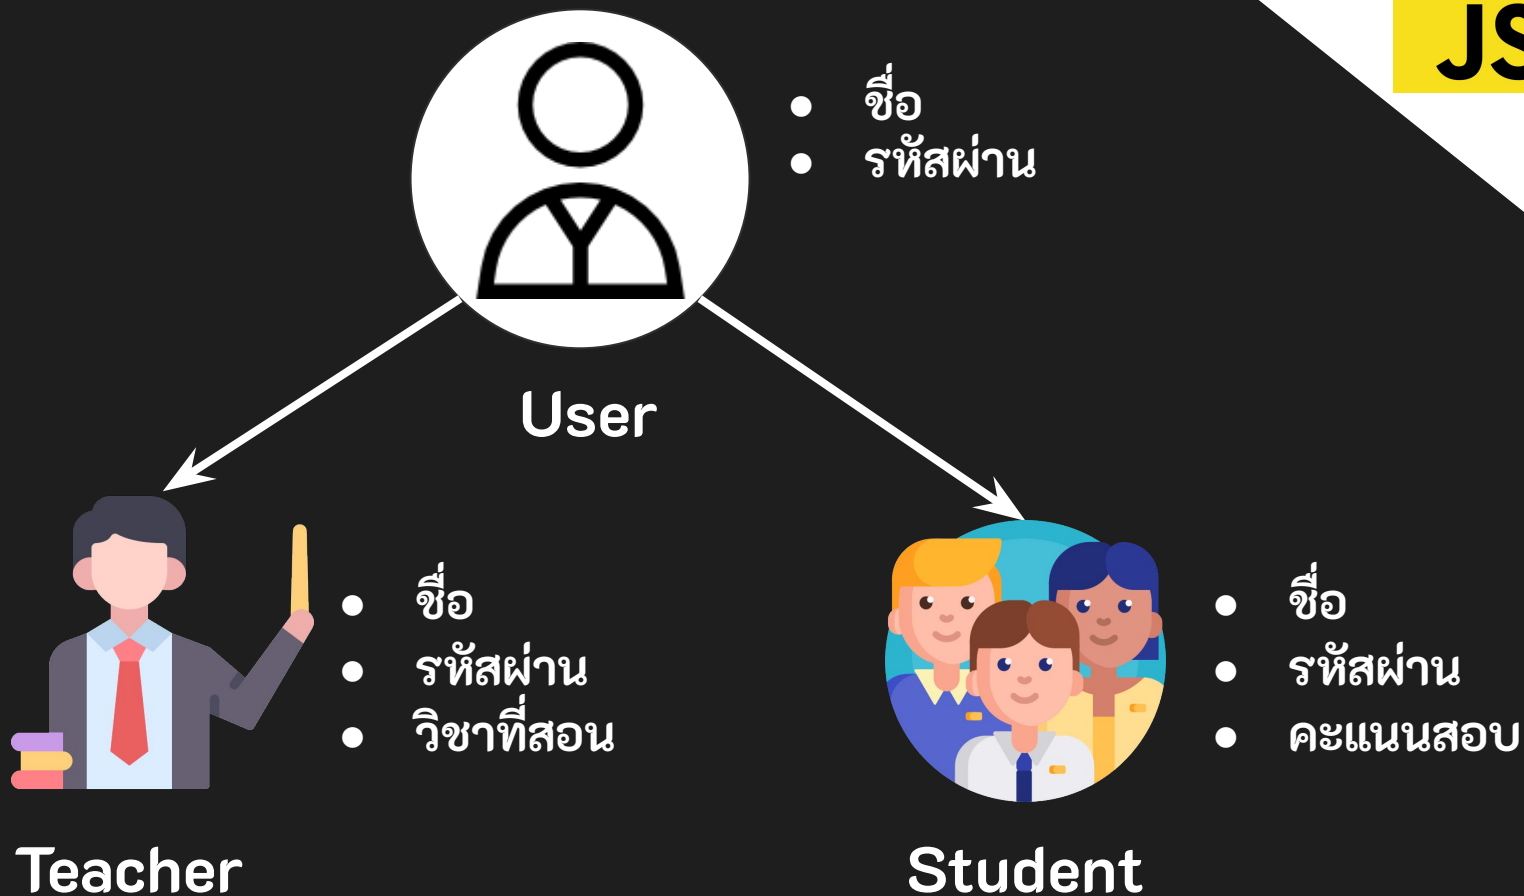 JS
● ชื่อ
● รหัสผ่าน
User
● ชื่อ
● รหัสผ่าน
● วิชาที่สอน
Teacher
● ชื่อ
● รหัสผ่าน
● คะแนนสอบ
Student